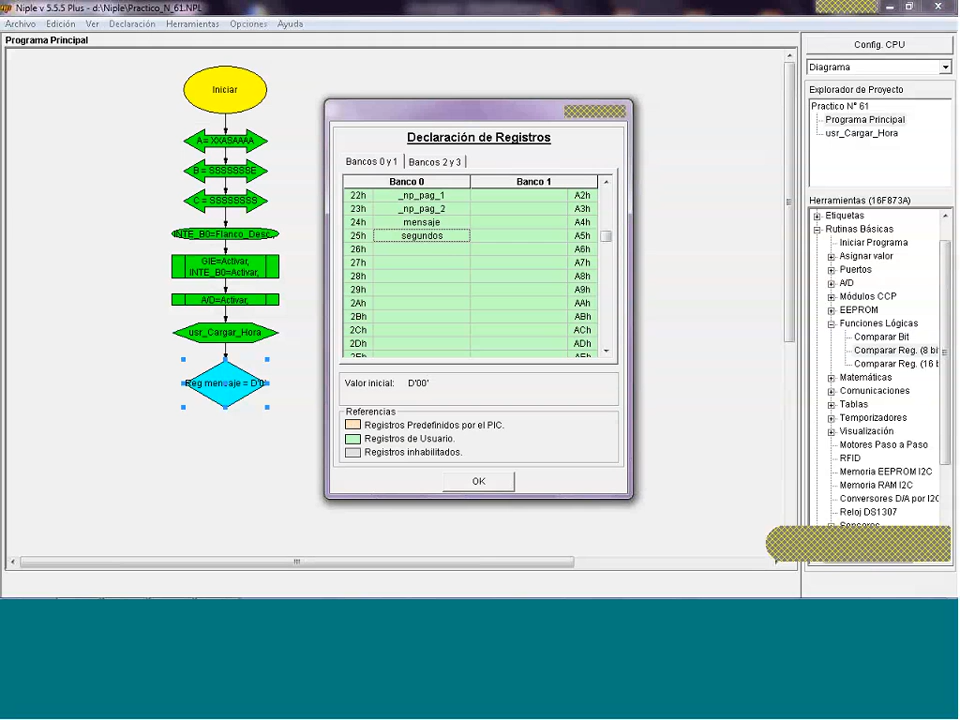 Niple v 5.5.5 Plus - d:\Niple\Practico_N_61.NPL
Archivo Edición Ver Declaración Herramientas Opciones Ayuda
Programa Principal
Iniciar
A = XXASAAAA
B = SSSSSSSE
C = SSSSSSSS
INTE_B0=Flanco_Desc,
GIE=Activar,
INTE_B0=Activar,
A/D=Activar,
usr_Cargar_Hora
Reg mensaje = D'0'
Declaración de Registros
Bancos 0 y 1 Bancos 2 y 3
Banco 0 Banco 1
22h _np_pag_1 A2h
23h _np_pag_2 A3h
24h mensaje A4h
25h segundos A5h
26h A6h
27h A7h
28h A8h
29h A9h
2Ah AAh
2Bh ABh
2Ch ACh
2Dh ADh
2Eh AEh
Valor inicial: D'00'
Referencias
Registros Predefinidos por el PIC.
Registros de Usuario.
Registros inhabilitados.
OK
Config. CPU
Diagrama
Explorador de Proyecto
Practico N° 61
Programa Principal
usr_Cargar_Hora
Herramientas (16F873A)
Etiquetas
Rutinas Básicas
Iniciar Programa
Asignar valor
Puertos
A/D
Módulos CCP
EEPROM
Funciones Lógicas
Comparar Bit
Comparar Reg. (8 bi
Comparar Reg. (16 b
Matemáticas
Comunicaciones
Tablas
Temporizadores
Visualización
Motores Paso a Paso
RFID
Memoria EEPROM I2C
Memoria RAM I2C
Conversores D/A por I2C
Reloj DS1307
Sensores